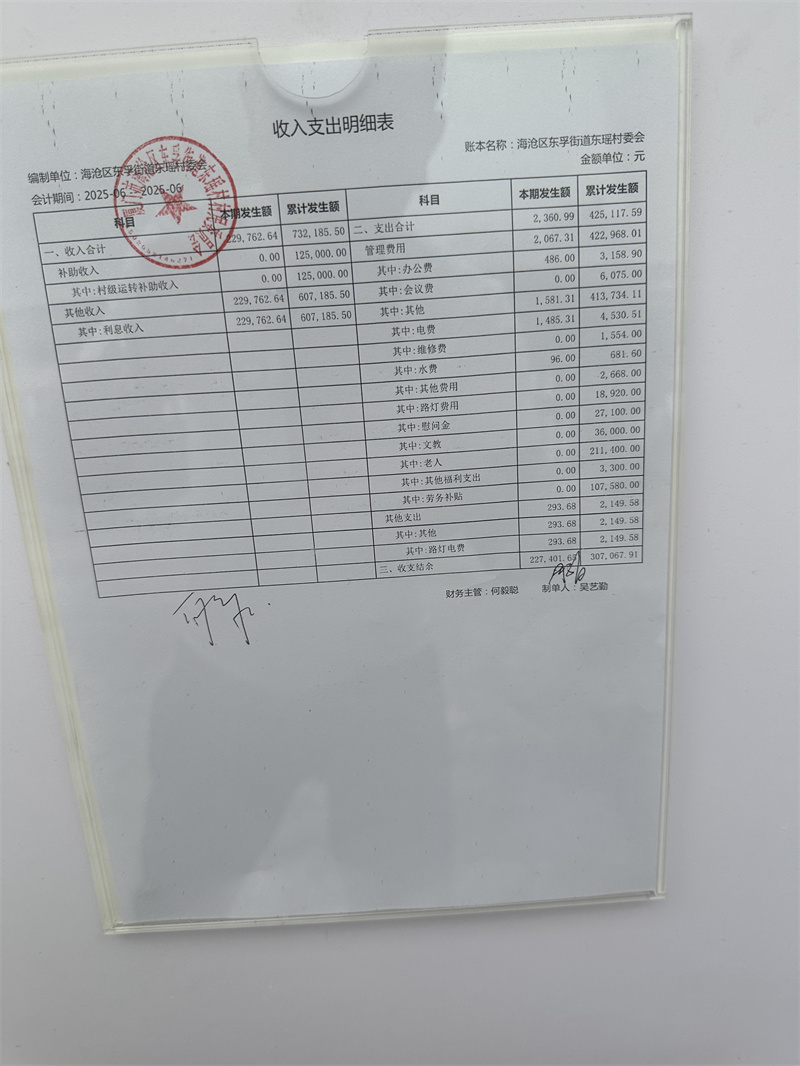 收入支出明细表
编制单位：海沧区东孚街道东瑶村委会 账本名称：海沧区东孚街道东瑶村委会
会计期间：2025-06 - 2025-06 金额单位：元
科目 本期发生额 累计发生额 科目 本期发生额 累计发生额
一、收入合计 229,762.64 732,185.50 二、支出合计 2,360.99 425,117.59
补助收入 0.00 125,000.00 管理费用 2,067.31 422,968.01
其中:村级运转补助收入 0.00 125,000.00 其中:办公费 486.00 3,158.90
其他收入 229,762.64 607,185.50 其中:会议费 0.00 6,075.00
其中:利息收入 229,762.64 607,185.50 其中:其他 1,581.31 413,734.11
其中:电费 1,485.31 4,530.51
其中:维修费 0.00 1,554.00
其中:水费 96.00 681.60
其中:其他费用 0.00 2,668.00
其中:路灯费用 0.00 18,920.00
其中:慰问金 0.00 27,100.00
其中:文教 0.00 36,000.00
其中:老人 0.00 211,400.00
其中:其他福利支出 0.00 3,300.00
其中:劳务补贴 0.00 107,580.00
其他支出 293.68 2,149.58
其中:其他 293.68 2,149.58
其中:路灯电费 293.68 2,149.58
三、收支结余 227,401.65 307,067.91
财务主管：何毅聪 制单人：吴艺勤